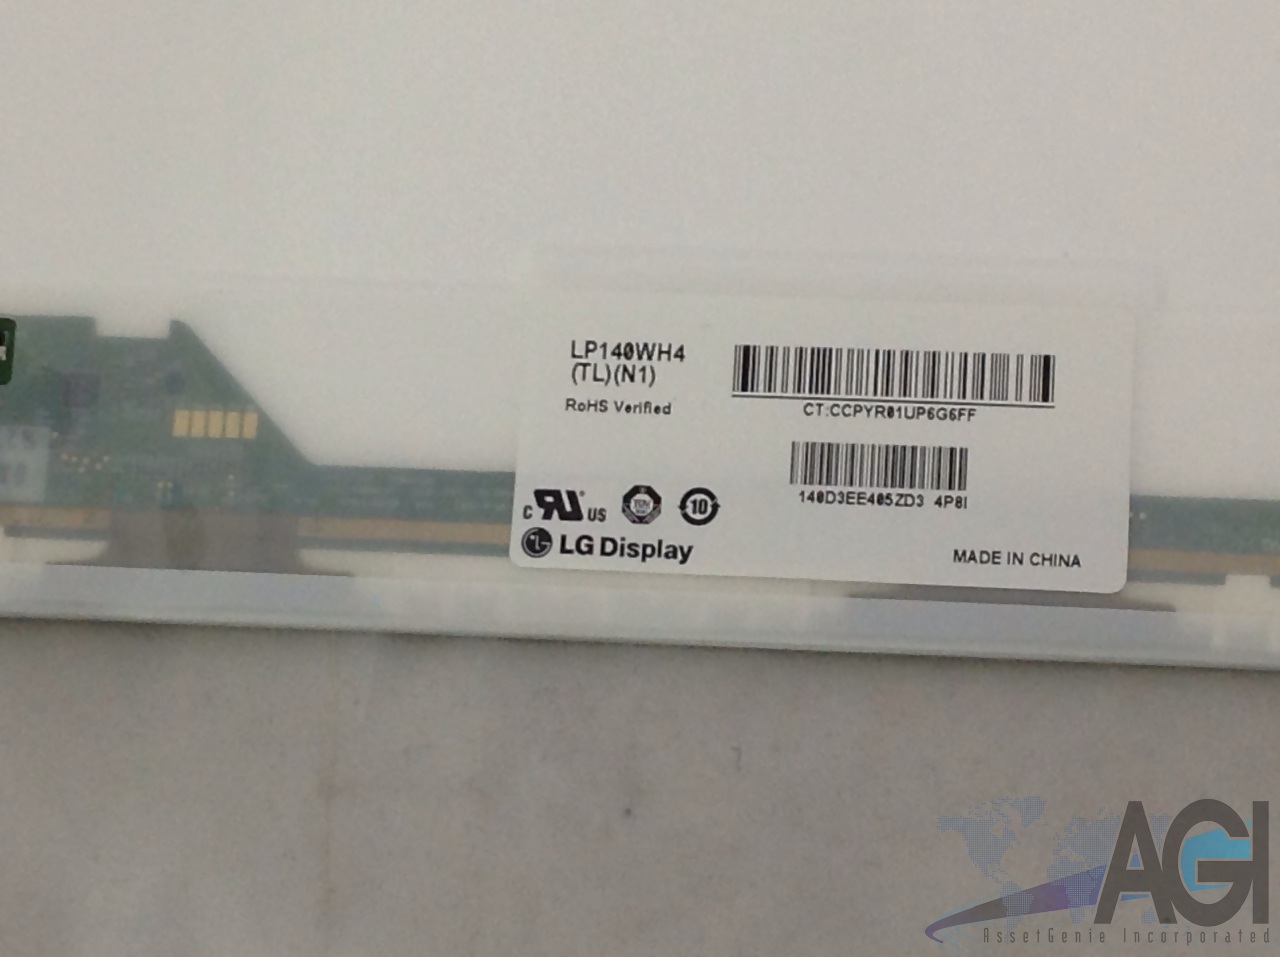 LP140WH4
(TL)(N1)
RoHS Verified
CT:CCPYR01UP6G6FF
140D3EE405ZD3 4P8I
C RU US
10
LG Display
MADE IN CHINA
AGI
AssetGenie Incorporated